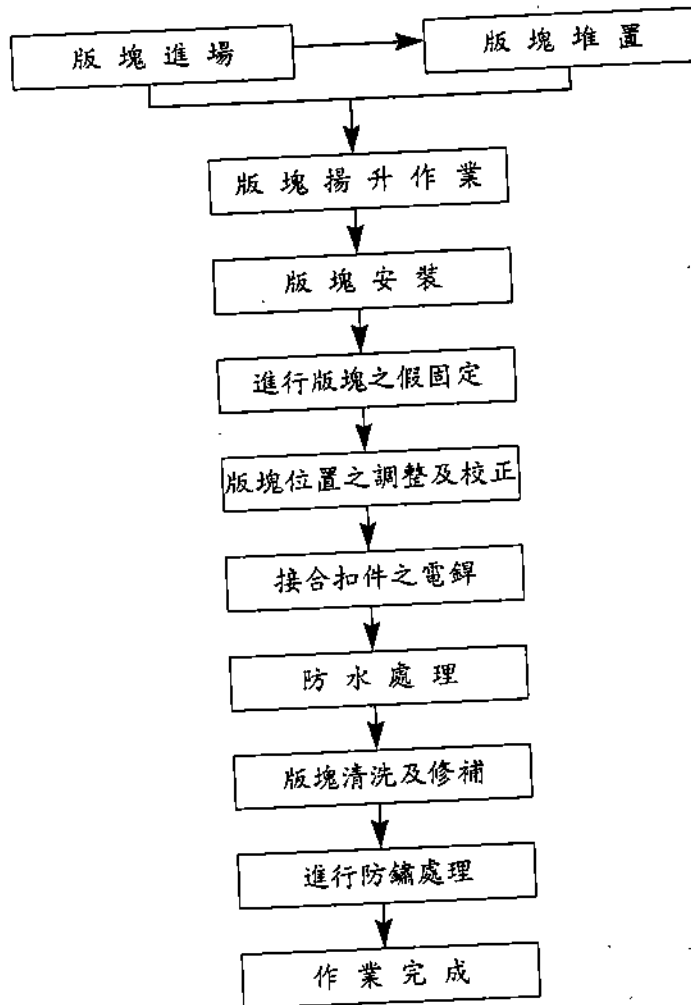 版塊進場
版塊堆置
版塊揚升作業
版塊安裝
進行版塊之假固定
版塊位置之調整及校正
接合扣件之電銲
防水處理
版塊清洗及修補
進行防鏽處理
作業完成